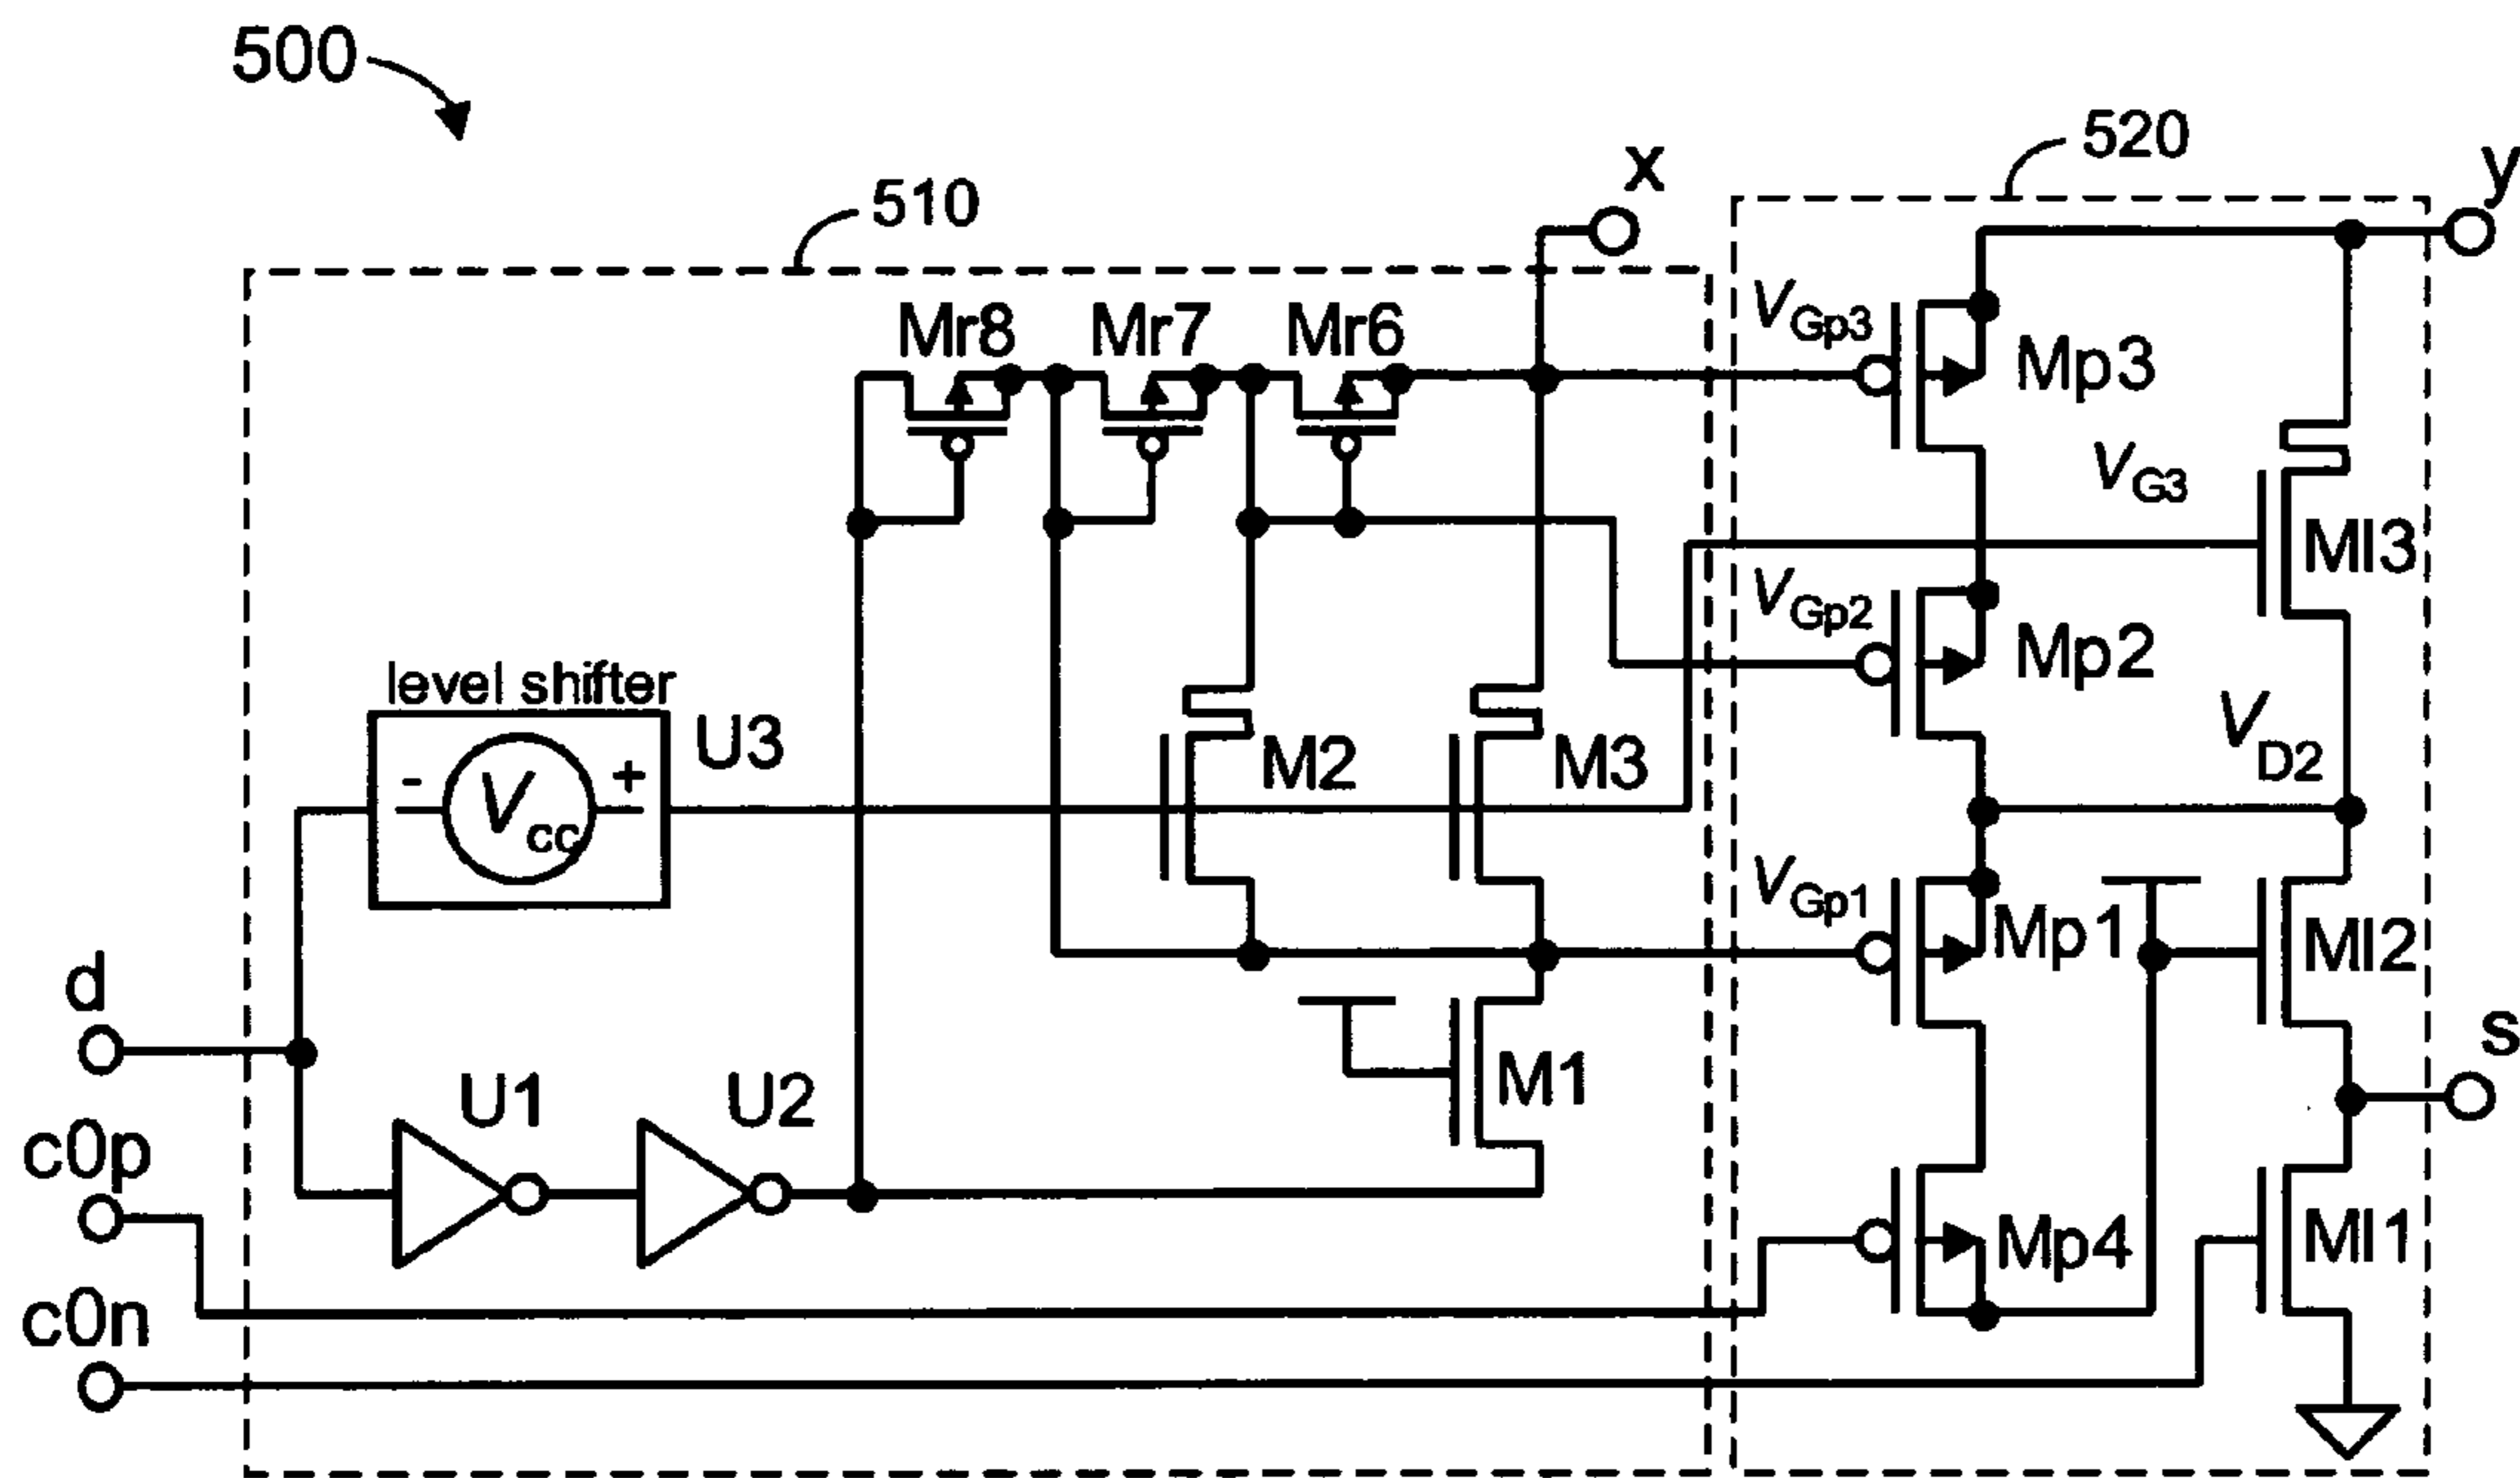 500
510
520
x
y
Mr8
Mr7
Mr6
VGp3
Mp3
VG3
MI3
VGp2
Mp2
level shifter
U3
- Vcc +
M2
M3
VD2
VGp1
Mp1
MI2
d
s
M1
U1
U2
c0p
Mp4
MI1
c0n